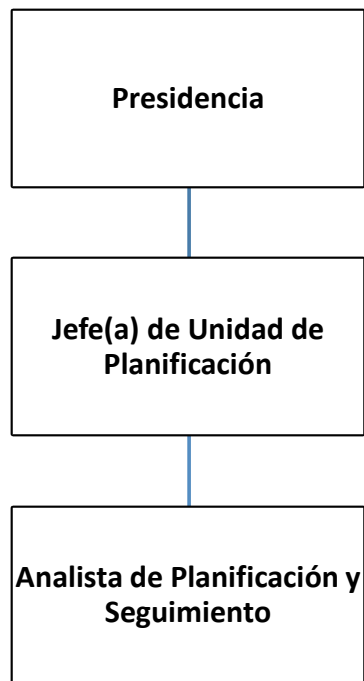 Presidencia
Jefe(a) de Unidad de
Planificación
Analista de Planificación y
Seguimiento